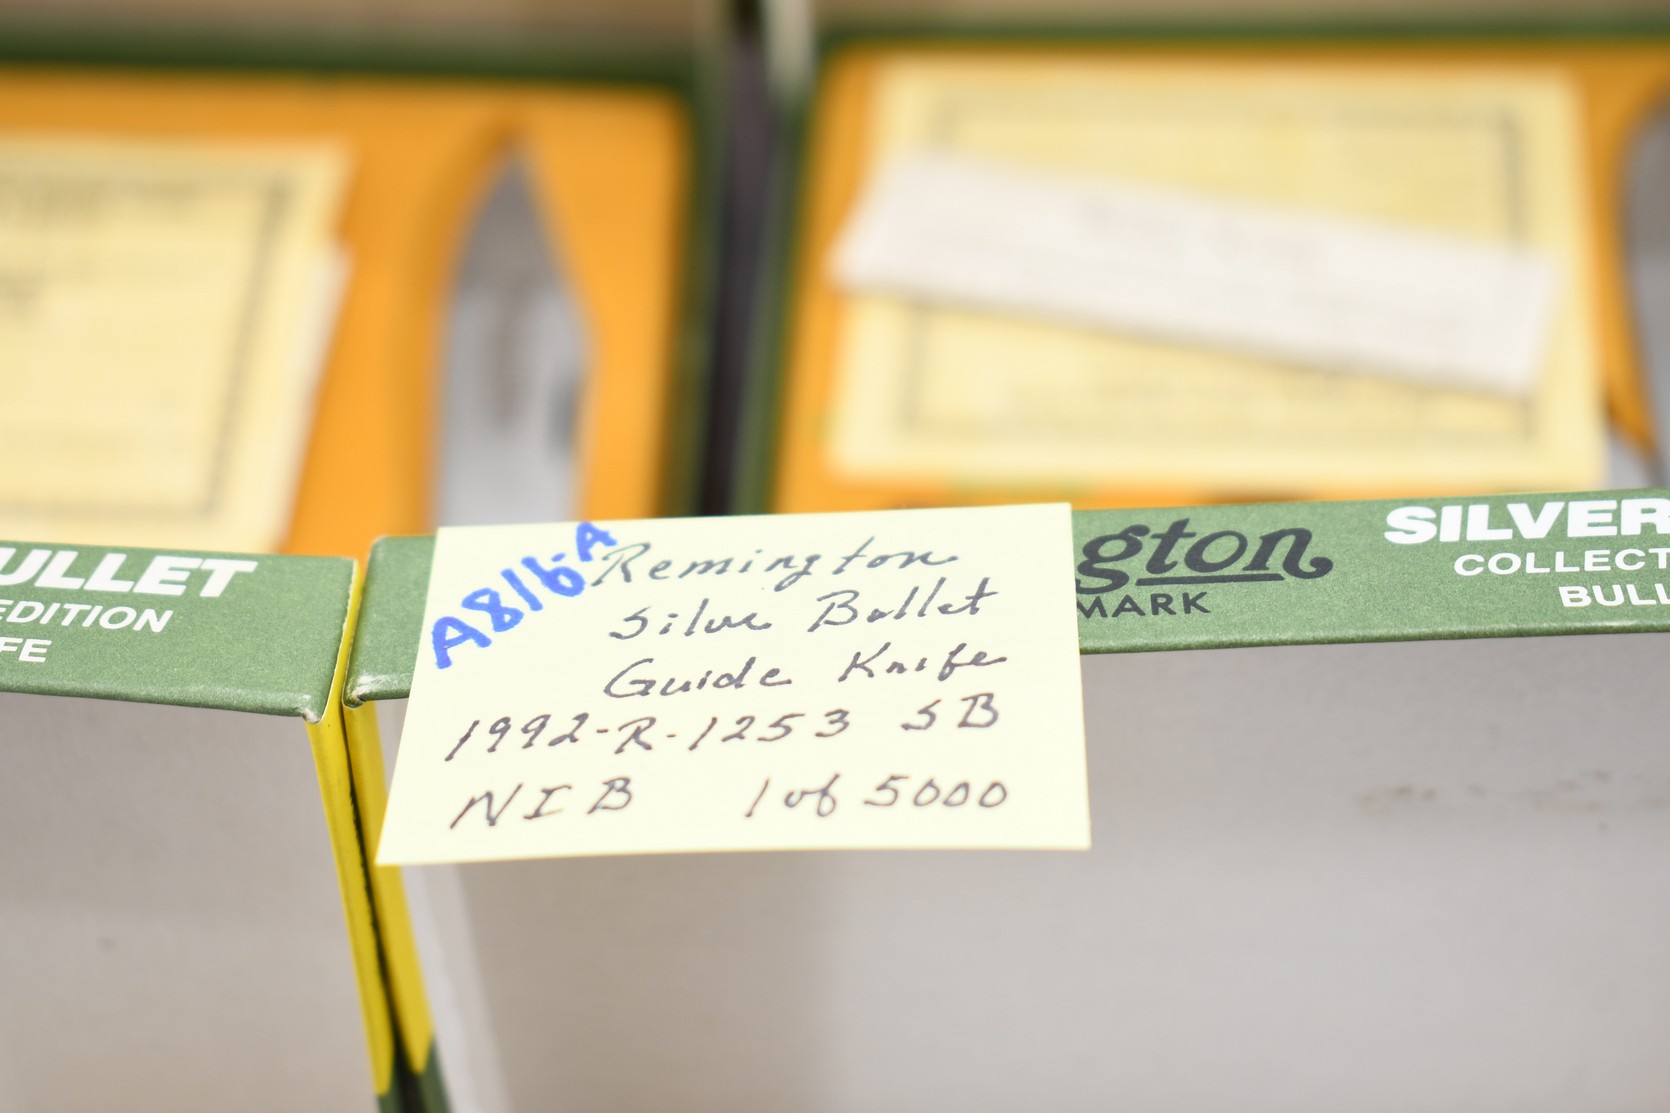 ULLET
EDITION
FE
A816-A
Remington
Silver Bullet
Guide Knife
1992-R-1253 SB
NIB 1 of 5000
gton
MARK
SILVER
COLLECT
BULL